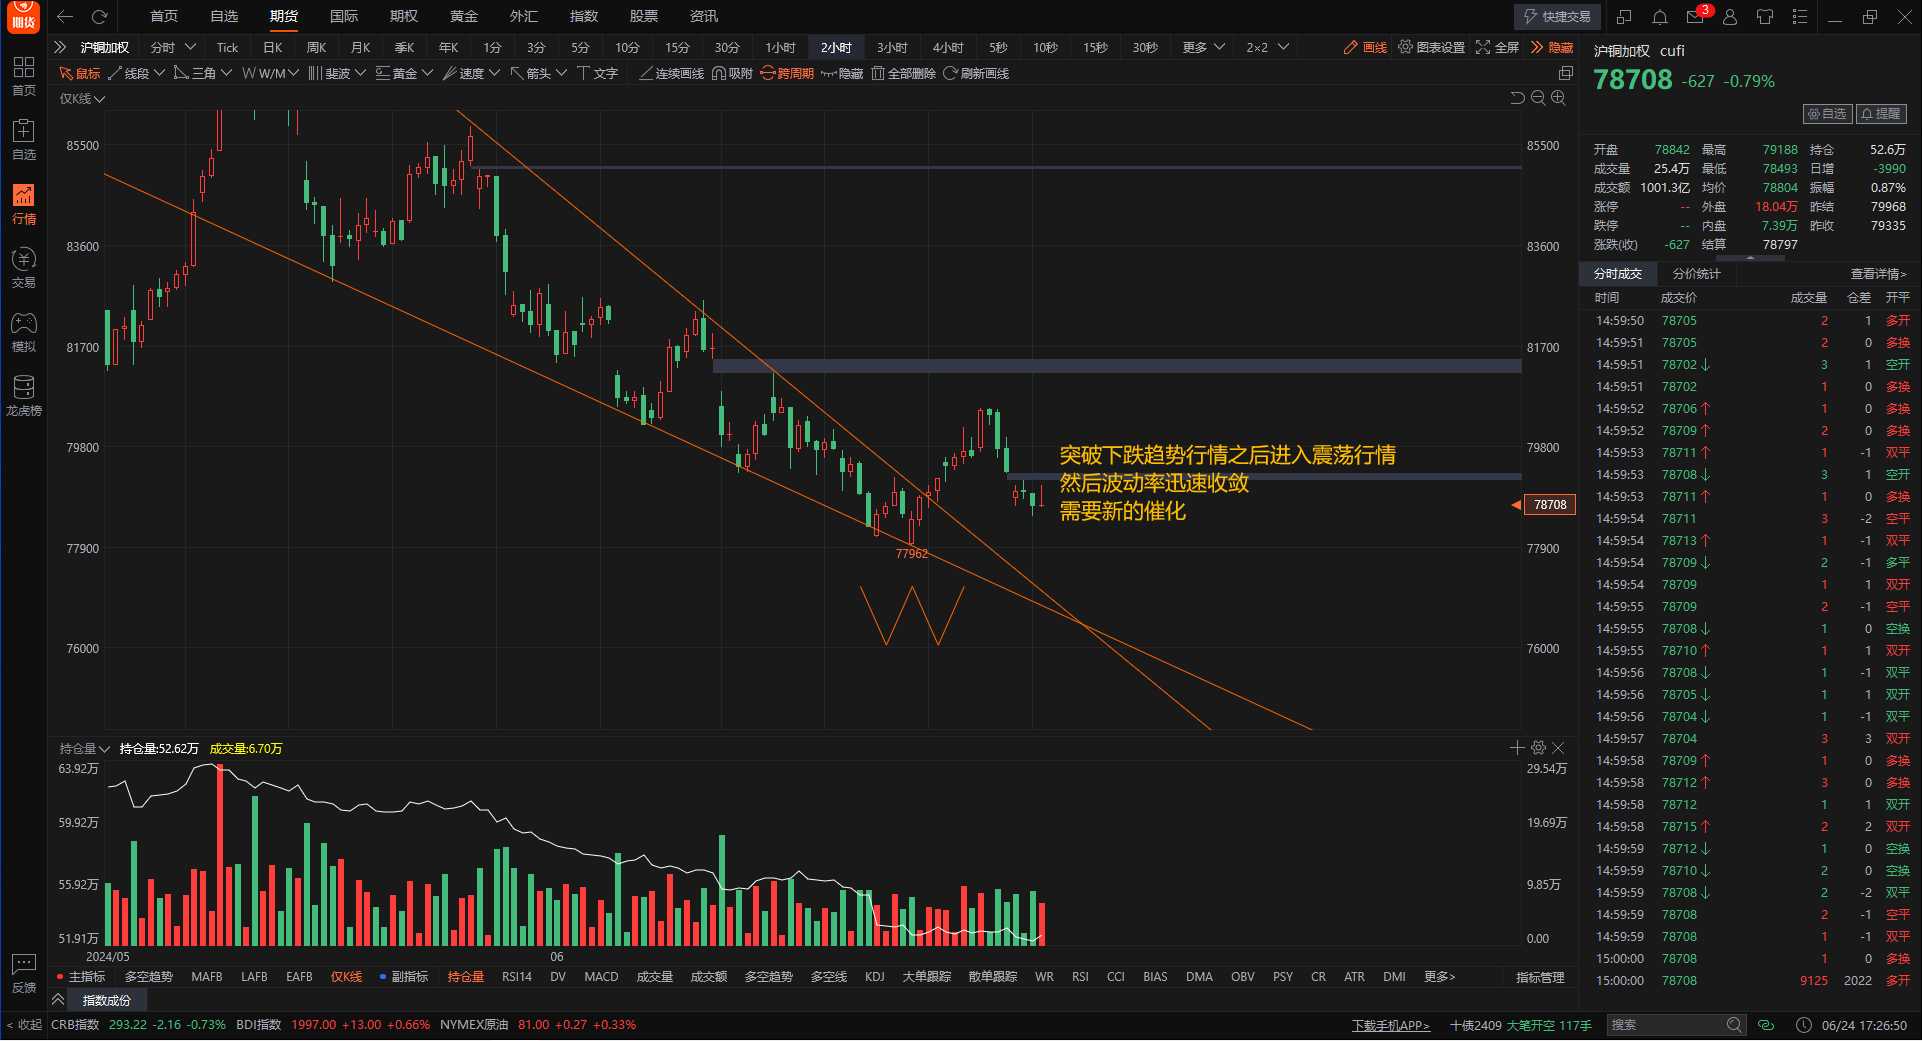 期货
首页 自选 期货 国际 期权 黄金 外汇 指数 股票 资讯
快捷交易 3
沪铜加权 分时 Tick 日K 周K 月K 季K 年K 1分 3分 5分 10分 15分 30分 1小时 2小时 3小时 4小时 5秒 10秒 15秒 30秒 更多 2×2 画线 图表设置 全屏 隐藏
鼠标 线段 三角 W/M 斐波 黄金 速度 箭头 文字 连续画线 吸附 跨周期 隐藏 全部删除 刷新画线
首页
自选
行情
交易
模拟
龙虎榜
反馈
< 收起
仅K线
85500 85500
83600 83600
81700 81700
79800 79800
77900 77900
76000 76000
突破下跌趋势行情之后进入震荡行情
然后波动率迅速收敛
需要新的催化
78708
77962
持仓量 持仓量:52.62万 成交量:6.70万
63.92万 29.54万
59.92万 19.69万
55.92万 9.85万
51.91万 0.00
2024/05 06
主指标 多空趋势 MAFB LAFB EAFB 仅K线 副指标 持仓量 RSI14 DV MACD 成交量 成交额 多空趋势 多空线 KDJ 大单跟踪 散单跟踪 WR RSI CCI BIAS DMA OBV PSY CR ATR DMI 更多> 指标管理
指数成份
CRB指数 293.22 -2.16 -0.73% BDI指数 1997.00 +13.00 +0.66% NYMEX原油 81.00 +0.27 +0.33%
下载手机APP> 十债2409 大笔开空 117手 搜索 06/24 17:26:50
沪铜加权 cufi
78708 -627 -0.79%
自选 提醒
开盘 78842 最高 79188 持仓 52.6万
成交量 25.4万 最低 78493 日增 -3990
成交额 1001.3亿 均价 78804 振幅 0.87%
涨停 -- 外盘 18.04万 昨结 79968
跌停 -- 内盘 7.39万 昨收 79335
涨跌(收) -627 结算 78797
分时成交 分价统计 查看详情>
时间 成交价 成交量 仓差 开平
14:59:50 78705 2 1 多开
14:59:51 78705 2 0 多换
14:59:51 78702↓ 3 1 空开
14:59:51 78702 1 0 多换
14:59:52 78706↑ 1 0 多换
14:59:52 78709↑ 2 0 多换
14:59:53 78711↑ 1 -1 双平
14:59:53 78708↓ 3 1 空开
14:59:53 78711↑ 1 0 多换
14:59:54 78711 3 -2 空平
14:59:54 78713↑ 1 -1 双平
14:59:54 78709↓ 2 -1 多平
14:59:54 78709 1 1 双开
14:59:55 78709 2 -1 空平
14:59:55 78708↓ 1 0 空换
14:59:55 78710↑ 1 1 双开
14:59:56 78708↓ 1 -1 双平
14:59:56 78705↓ 1 1 双开
14:59:56 78704↓ 1 -1 双平
14:59:57 78704 3 3 双开
14:59:58 78709↑ 1 0 多换
14:59:58 78712↑ 3 0 多换
14:59:58 78712 1 1 双开
14:59:58 78715↑ 2 2 双开
14:59:59 78712↓ 1 0 空换
14:59:59 78710↓ 2 0 空换
14:59:59 78708↓ 2 -2 双平
14:59:59 78708 2 -1 空平
14:59:59 78708 1 -1 双平
15:00:00 78708 1 0 多换
15:00:00 78708 9125 2022 多开